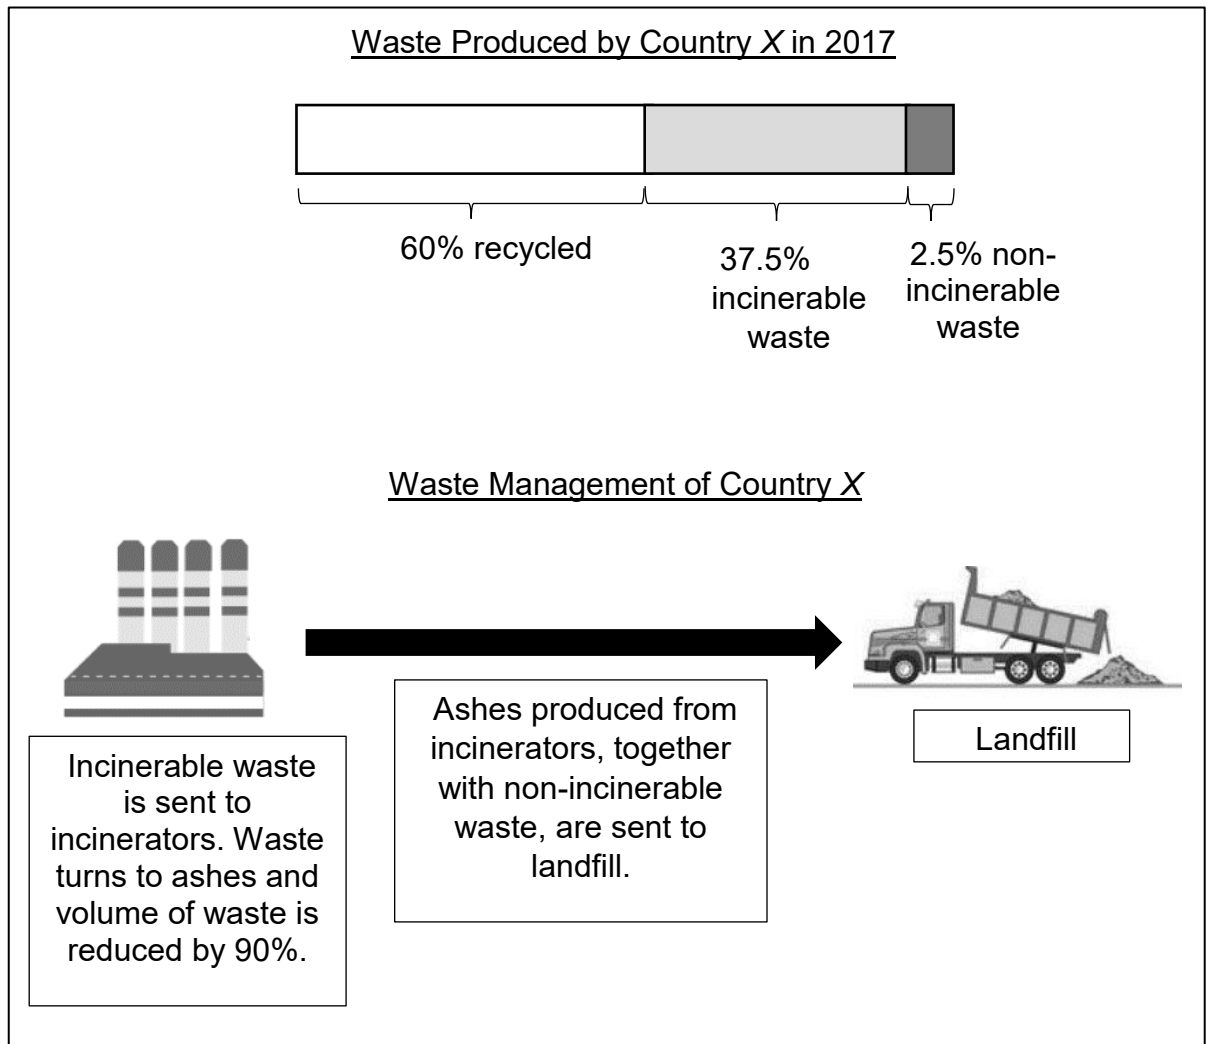 Waste Produced by Country X in 2017
60% recycled
37.5%
incinerable
waste
2.5% non-
incinerable
waste
Waste Management of Country X
Incinerable waste
is sent to
incinerators. Waste
turns to ashes and
volume of waste is
reduced by 90%.
Ashes produced from
incinerators, together
with non-incinerable
waste, are sent to
landfill.
Landfill